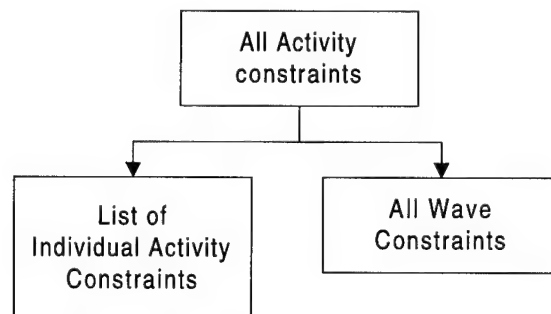 All Activity
constraints
List of
Individual Activity
Constraints
All Wave
Constraints